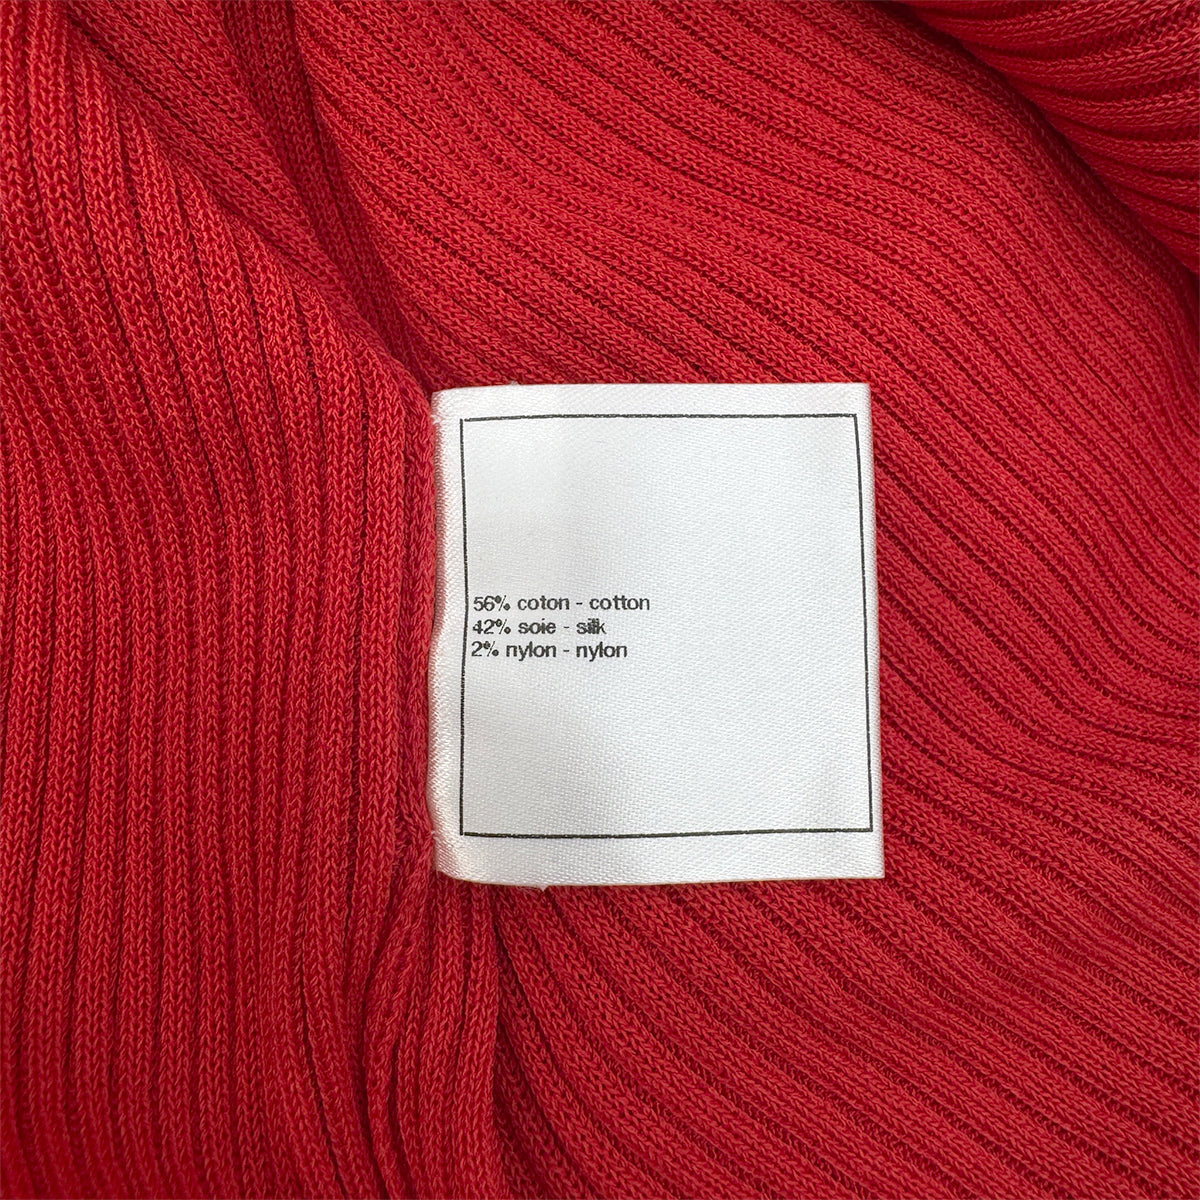 56% coton - cotton
42% soie - silk
2% nylon - nylon